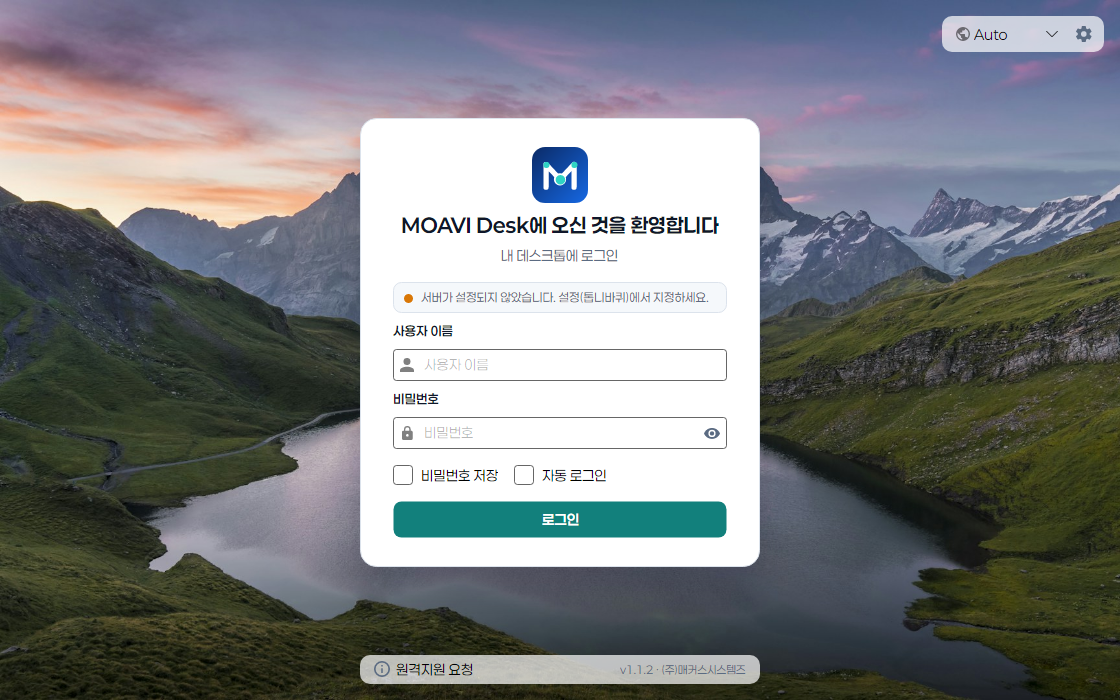 Auto
MOAVI Desk에 오신 것을 환영합니다
내 데스크톱에 로그인
서버가 설정되지 않았습니다. 설정(톱니바퀴)에서 지정하세요.
사용자 이름
사용자 이름
비밀번호
비밀번호
비밀번호 저장
자동 로그인
로그인
원격지원 요청
v1.1.2 · (주)매커스시스템즈